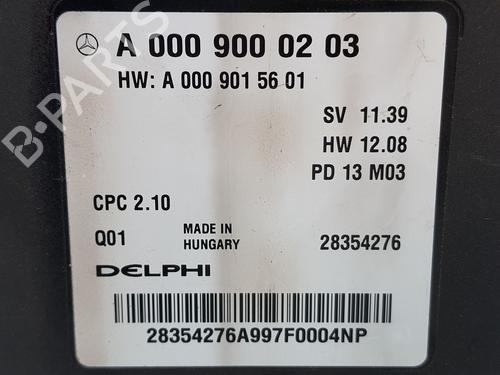 A 000 900 02 03
HW: A 000 901 56 01
SV 11.39
HW 12.08
PD 13 M03
CPC 2.10
Q01
MADE IN
HUNGARY
28354276
DELPHI
28354276A997F0004NP
B-PARTS